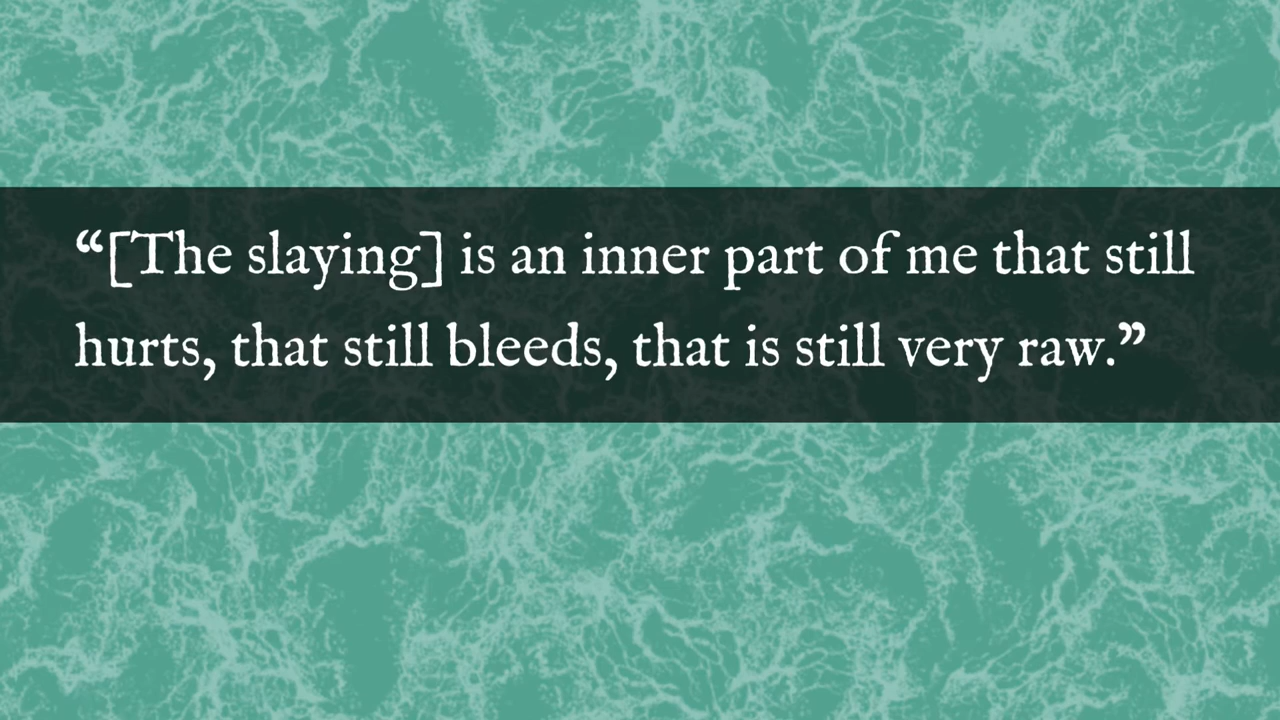 “[The slaying] is an inner part of me that still
hurts, that still bleeds, that is still very raw.”